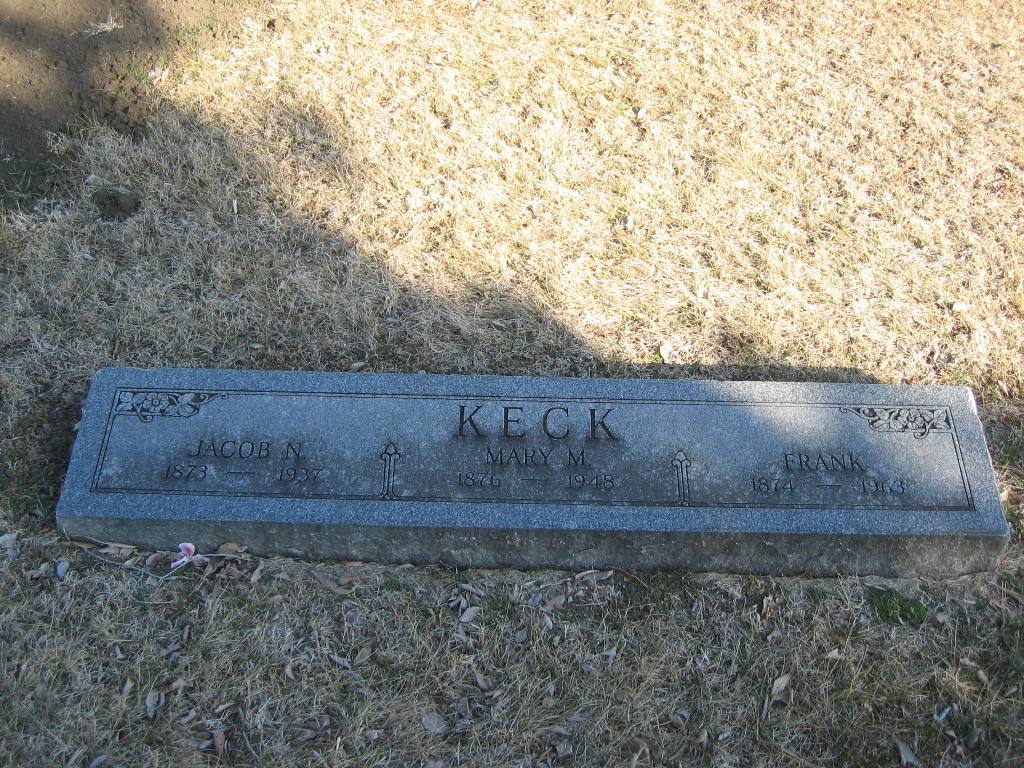 KECK
JACOB N.
1873 — 1937
MARY M.
1876 — 1948
FRANK
1874 — 1963